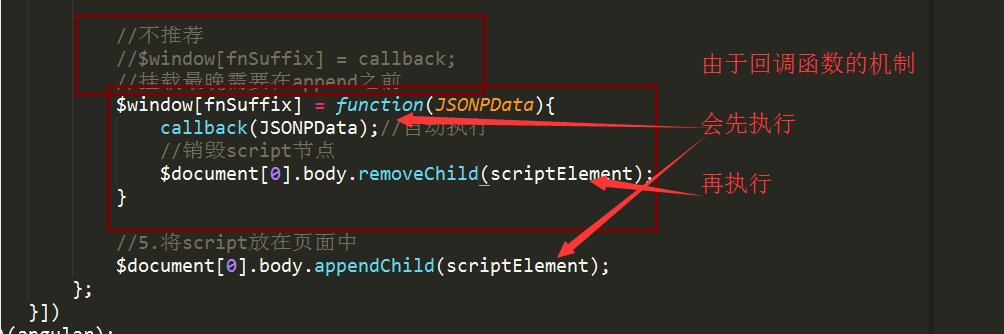 //不推荐
//$window[fnSuffix] = callback;
//挂载最晚需要在append之前
由于回调函数的机制
$window[fnSuffix] = function(JSONPData){
callback(JSONPData);//自动执行
会先执行
//销毁script节点
$document[0].body.removeChild(scriptElement);
再执行
}
//5.将script放在页面中
$document[0].body.appendChild(scriptElement);
};
}])
)(angular);